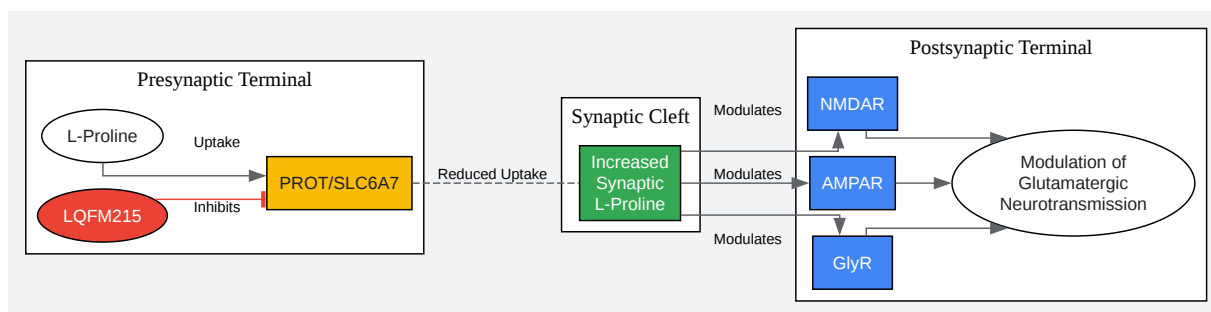 Presynaptic Terminal
L-Proline
Uptake
PROT/SLC6A7
LQFM215
Inhibits
Reduced Uptake
Synaptic Cleft
Increased
Synaptic
L-Proline
Modulates
Modulates
Modulates
Postsynaptic Terminal
NMDAR
AMPAR
GlyR
Modulation of
Glutamatergic
Neurotransmission